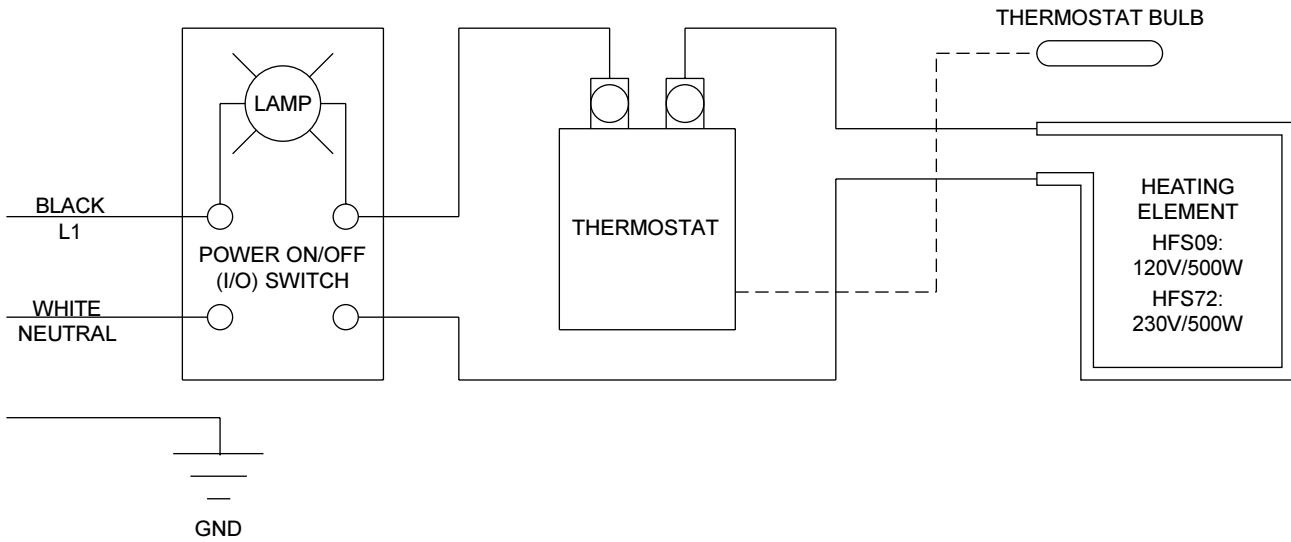 THERMOSTAT BULB
LAMP
BLACK
L1
POWER ON/OFF
(I/O) SWITCH
WHITE
NEUTRAL
THERMOSTAT
HEATING
ELEMENT
HFS09:
120V/500W
HFS72:
230V/500W
GND